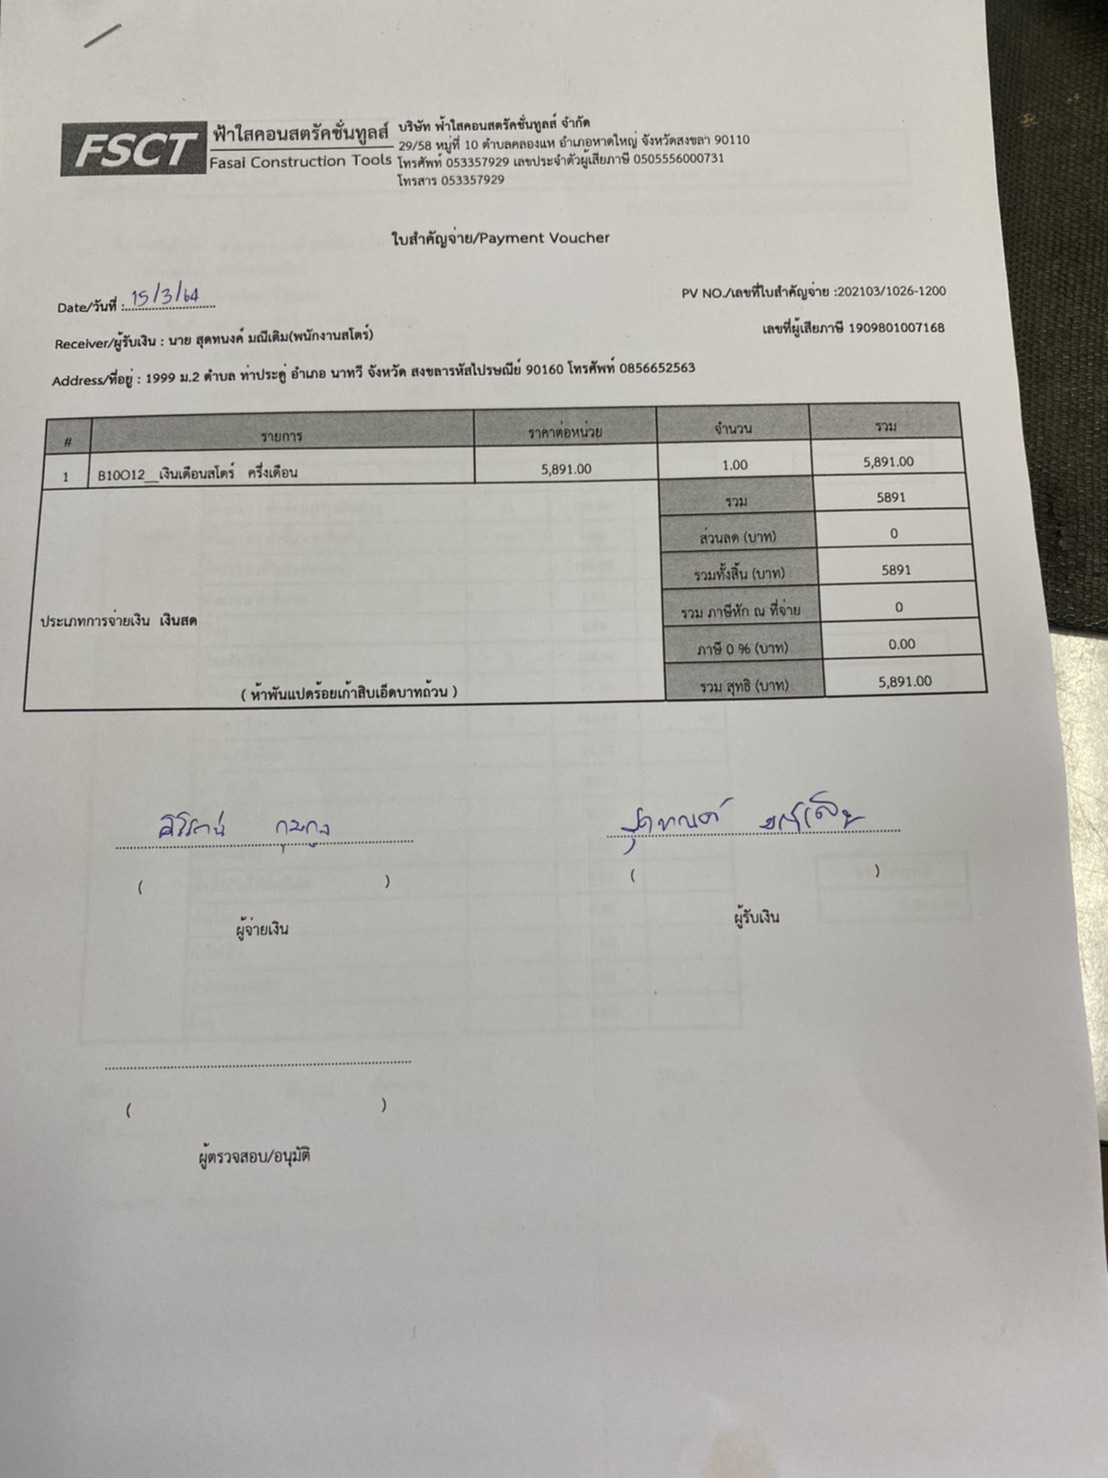 FSCT
ฟ้าใสคอนสตรัคชั่นทูลส์
Fasai Construction Tools
บริษัท ฟ้าใสคอนสตรัคชั่นทูลส์ จำกัด
29/58 หมู่ที่ 10 ตำบลคลองแห อำเภอหาดใหญ่ จังหวัดสงขลา 90110
โทรศัพท์ 053357929 เลขประจำตัวผู้เสียภาษี 0505556000731
โทรสาร 053357929
ใบสำคัญจ่าย/Payment Voucher
Date/วันที่ : 15/3/64
PV NO./เลขที่ใบสำคัญจ่าย :202103/1026-1200
Receiver/ผู้รับเงิน : นาย สุดทนงค์ มณีเติม(พนักงานสโตร์)
เลขที่ผู้เสียภาษี 1909801007168
Address/ที่อยู่ : 1999 ม.2 ตำบล ท่าประดู่ อำเภอ นาทวี จังหวัด สงขลารหัสไปรษณีย์ 90160 โทรศัพท์ 0856652563
# รายการ ราคาต่อหน่วย จำนวน รวม
1 B10O12__เงินเดือนสโตร์ ครึ่งเดือน 5,891.00 1.00 5,891.00
รวม 5891
ส่วนลด (บาท) 0
รวมทั้งสิ้น (บาท) 5891
รวม ภาษีหัก ณ ที่จ่าย 0
ประเภทการจ่ายเงิน เงินสด
ภาษี 0 % (บาท) 0.00
( ห้าพันแปดร้อยเก้าสิบเอ็ดบาทถ้วน )
รวม สุทธิ (บาท) 5,891.00
( ) ( )
ผู้จ่ายเงิน ผู้รับเงิน
( )
ผู้ตรวจสอบ/อนุมัติ